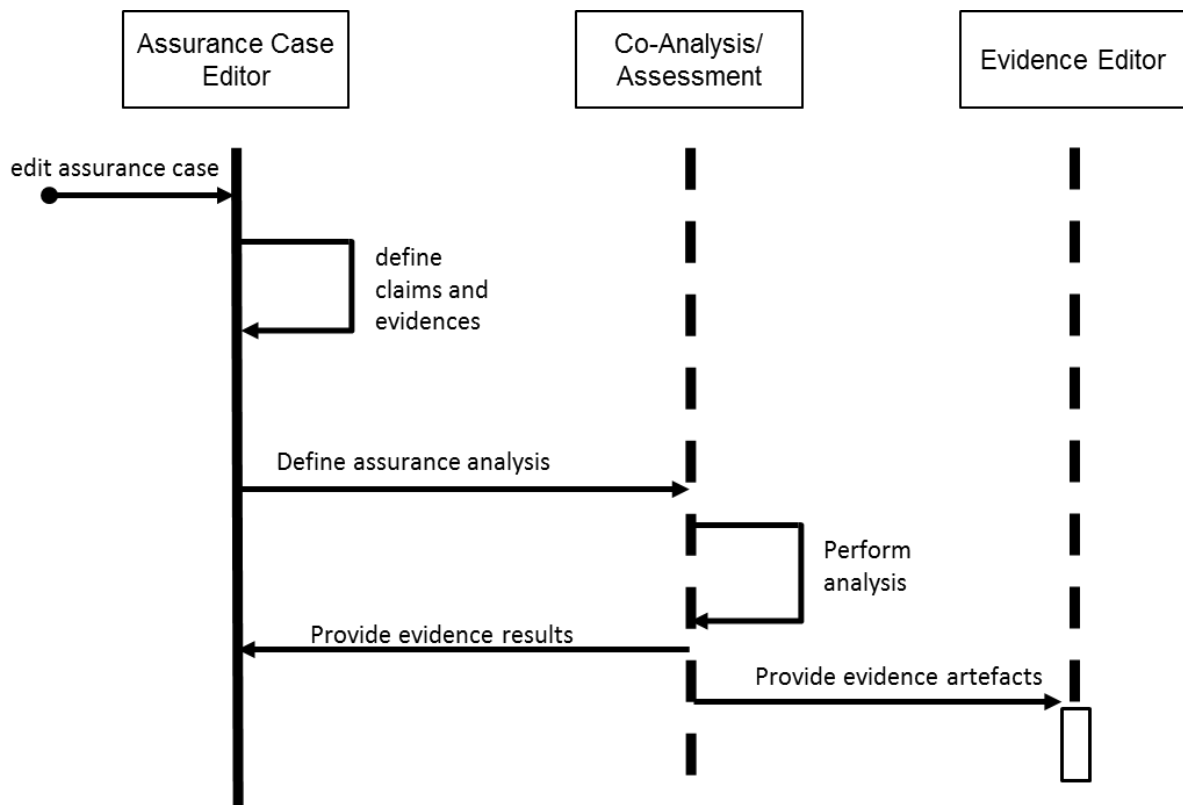 Assurance Case
Editor
Co-Analysis/
Assessment
Evidence Editor
edit assurance case
define
claims and
evidences
Define assurance analysis
Perform
analysis
Provide evidence results
Provide evidence artefacts